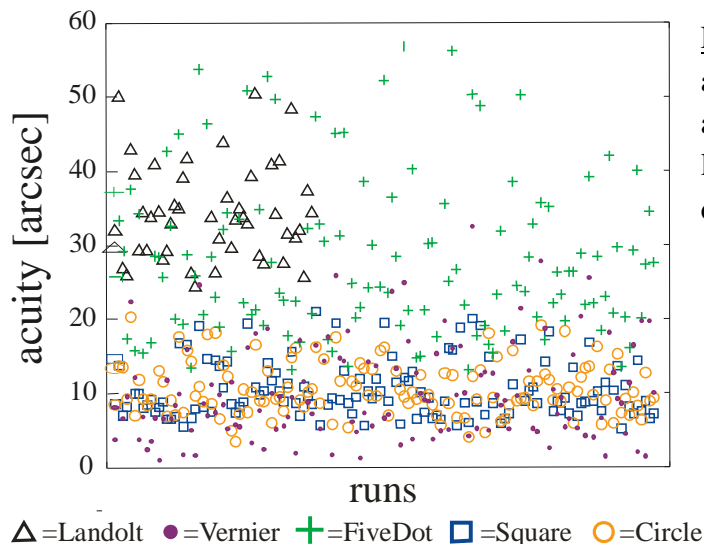 60
50
40
30
20
10
0
acuity [arcsec]
runs
=Landolt =Vernier =FiveDot =Square =Circle